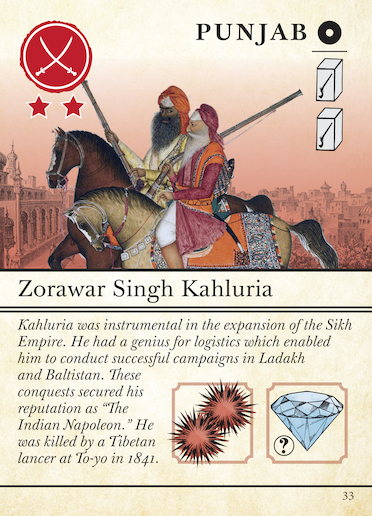 PUNJAB
Zorawar Singh Kahluria
Kahluria was instrumental in the expansion of the Sikh
Empire. He had a genius for logistics which enabled
him to conduct successful campaigns in Ladakh
and Baltistan. These
conquests secured his
reputation as “The
Indian Napoleon.” He
was killed by a Tibetan
lancer at To-yo in 1841.
?
33